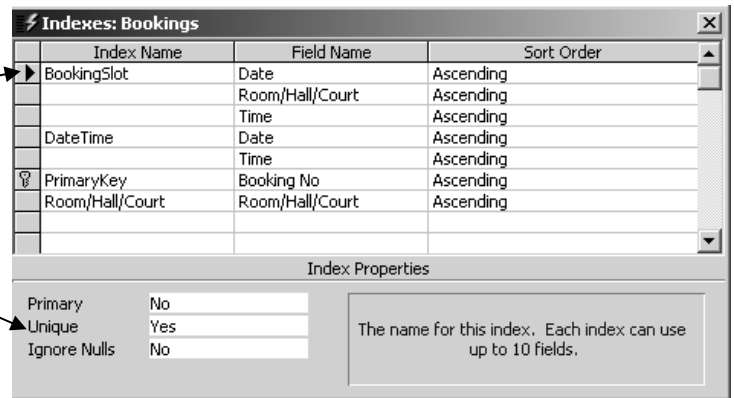 Indexes: Bookings
Index Name Field Name Sort Order
BookingSlot Date Ascending
Room/Hall/Court Ascending
Time Ascending
DateTime Date Ascending
Time Ascending
PrimaryKey Booking No Ascending
Room/Hall/Court Room/Hall/Court Ascending
Index Properties
Primary No
Unique Yes
Ignore Nulls No
The name for this index. Each index can use
up to 10 fields.